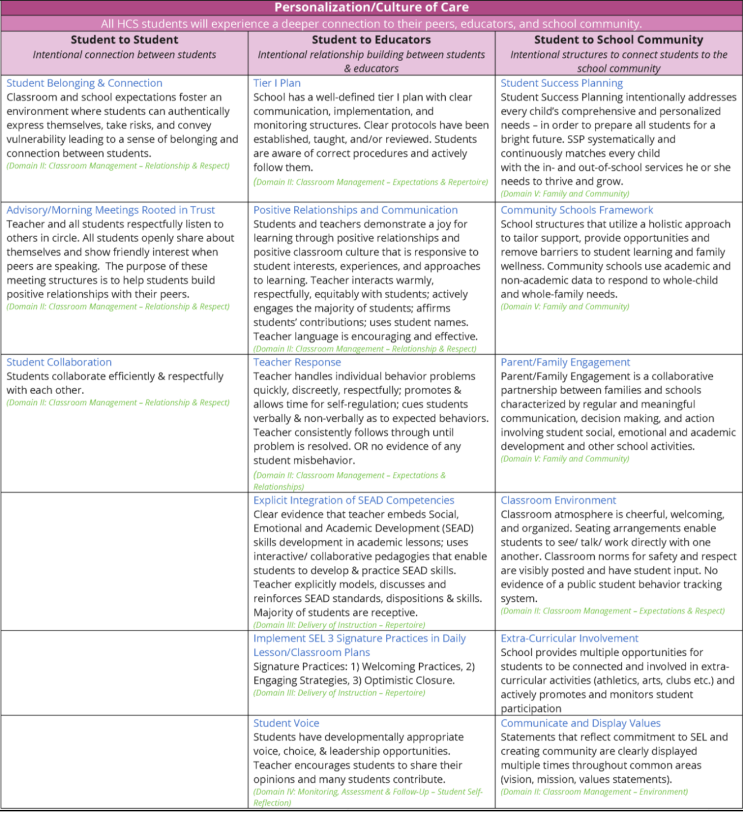 Personalization/Culture of Care
All HCS students will experience a deeper connection to their peers, educators, and school community.
Student to Student
Intentional connection between students
Student to Educators
Intentional relationship building between students
& educators
Student to School Community
Intentional structures to connect students to the
school community
Student Belonging & Connection
Classroom and school expectations foster an
environment where students can authentically
express themselves, take risks, and convey
vulnerability leading to a sense of belonging and
connection between students.
(Domain II: Classroom Management – Relationship & Respect)
Tier I Plan
School has a well-defined tier I plan with clear
communication, implementation, and
monitoring structures. Clear protocols have been
established, taught, and/or reviewed. Students
are aware of correct procedures and actively
follow them.
(Domain II: Classroom Management – Expectations & Repertoire)
Student Success Planning
Student Success Planning intentionally addresses
every child's comprehensive and personalized
needs – in order to prepare all students for a
bright future. SSP systematically and
continuously matches every child
with the in- and out-of-school services he or she
needs to thrive and grow.
(Domain V: Family and Community)
Advisory/Morning Meetings Rooted in Trust
Teacher and all students respectfully listen to
others in circle. All students openly share about
themselves and show friendly interest when
peers are speaking. The purpose of these
meeting structures is to help students build
positive relationships with their peers.
(Domain II: Classroom Management – Relationship & Respect)
Positive Relationships and Communication
Students and teachers demonstrate a joy for
learning through positive relationships and
positive classroom culture that is responsive to
student interests, experiences, and approaches
to learning. Teacher interacts warmly,
respectfully, equitably with students; actively
engages the majority of students; affirms
students' contributions; uses student names.
Teacher language is encouraging and effective.
(Domain II: Classroom Management – Relationship & Respect)
Community Schools Framework
School structures that utilize a holistic approach
to tailor support, provide opportunities and
remove barriers to student learning and family
wellness. Community schools use academic and
non-academic data to respond to whole-child
and whole-family needs.
(Domain V: Family and Community)
Student Collaboration
Students collaborate efficiently & respectfully
with each other.
(Domain II: Classroom Management – Relationship & Respect)
Teacher Response
Teacher handles individual behavior problems
quickly, discreetly, respectfully; promotes &
allows time for self-regulation; cues students
verbally & non-verbally as to expected behaviors.
Teacher consistently follows through until
problem is resolved. OR no evidence of any
student misbehavior.
(Domain II: Classroom Management – Expectations &
Relationships)
Parent/Family Engagement
Parent/Family Engagement is a collaborative
partnership between families and schools
characterized by regular and meaningful
communication, decision making, and action
involving student social, emotional and academic
development and other school activities.
(Domain V: Family and Community)
Explicit Integration of SEAD Competencies
Clear evidence that teacher embeds Social,
Emotional and Academic Development (SEAD)
skills development in academic lessons; uses
interactive/ collaborative pedagogies that enable
students to develop & practice SEAD skills.
Teacher explicitly models, discusses and
reinforces SEAD standards, dispositions & skills.
Majority of students are receptive.
(Domain III: Delivery of Instruction – Repertoire)
Classroom Environment
Classroom atmosphere is cheerful, welcoming,
and organized. Seating arrangements enable
students to see/ talk/ work directly with one
another. Classroom norms for safety and respect
are visibly posted and have student input. No
evidence of a public student behavior tracking
system.
(Domain II: Classroom Management – Expectations & Respect)
Implement SEL 3 Signature Practices in Daily
Lesson/Classroom Plans
Signature Practices: 1) Welcoming Practices, 2)
Engaging Strategies, 3) Optimistic Closure.
(Domain III: Delivery of Instruction – Repertoire)
Extra-Curricular Involvement
School provides multiple opportunities for
students to be connected and involved in extra-
curricular activities (athletics, arts, clubs etc.) and
actively promotes and monitors student
participation
Student Voice
Students have developmentally appropriate
voice, choice, & leadership opportunities.
Teacher encourages students to share their
opinions and many students contribute.
(Domain IV: Monitoring, Assessment & Follow-Up – Student Self-
Reflection)
Communicate and Display Values
Statements that reflect commitment to SEL and
creating community are clearly displayed
multiple times throughout common areas
(vision, mission, values statements).
(Domain II: Classroom Management – Environment)